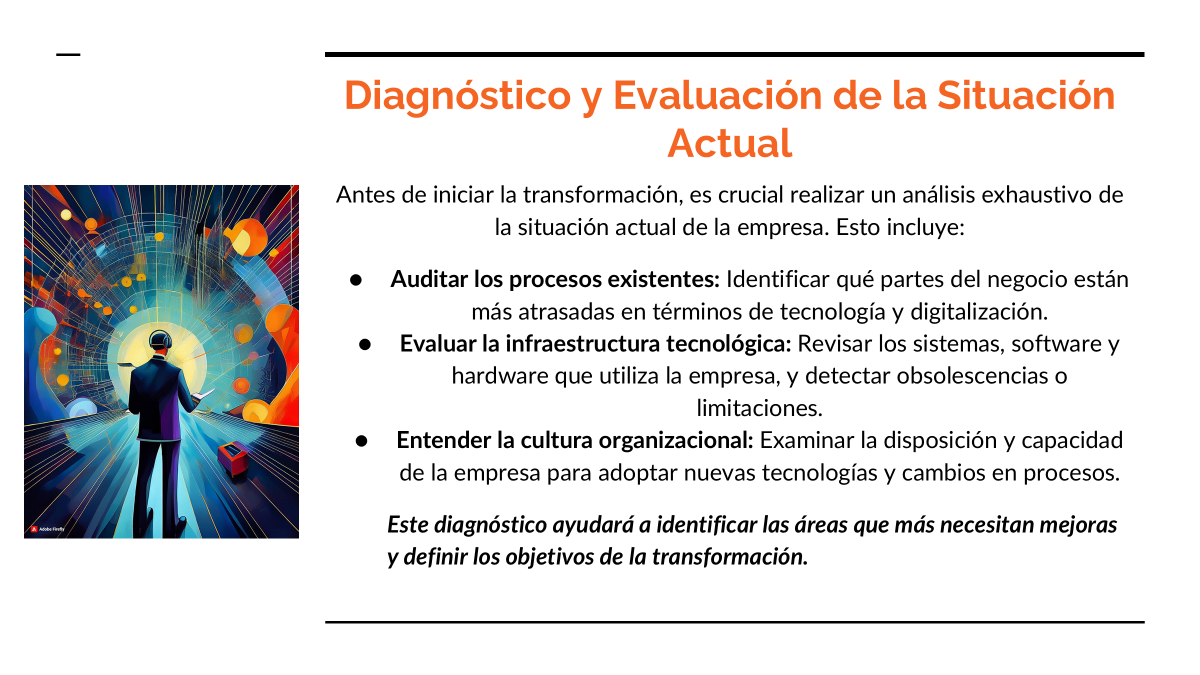 Diagnóstico y Evaluación de la Situación
Actual
Antes de iniciar la transformación, es crucial realizar un análisis exhaustivo de
la situación actual de la empresa. Esto incluye:
● Auditar los procesos existentes: Identificar qué partes del negocio están
más atrasadas en términos de tecnología y digitalización.
● Evaluar la infraestructura tecnológica: Revisar los sistemas, software y
hardware que utiliza la empresa, y detectar obsolescencias o
limitaciones.
● Entender la cultura organizacional: Examinar la disposición y capacidad
de la empresa para adoptar nuevas tecnologías y cambios en procesos.
Este diagnóstico ayudará a identificar las áreas que más necesitan mejoras
y definir los objetivos de la transformación.
Adobe Firefly